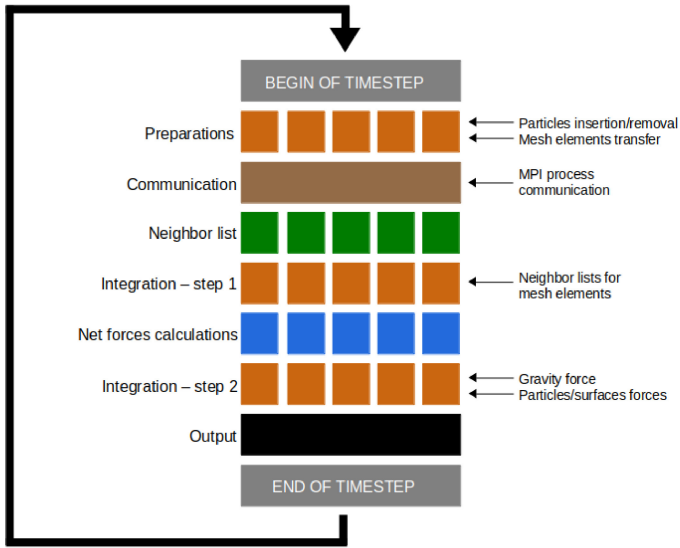 BEGIN OF TIMESTEP
Preparations
Particles insertion/removal
Mesh elements transfer
Communication
MPI process
communication
Neighbor list
Integration – step 1
Neighbor lists for
mesh elements
Net forces calculations
Integration – step 2
Gravity force
Particles/surfaces forces
Output
END OF TIMESTEP